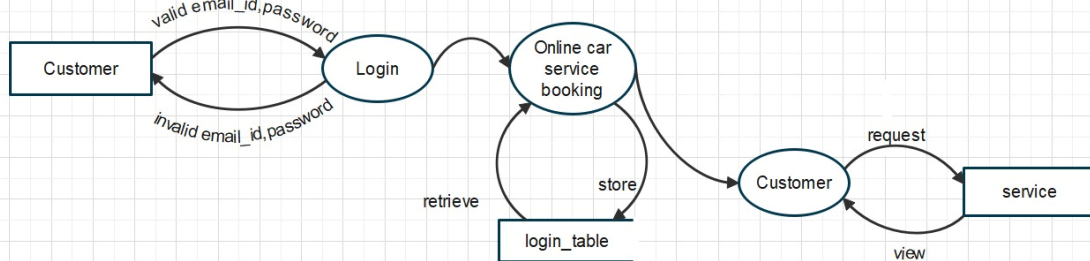 valid email_id,password
Customer
Login
invalid email_id,password
Online car
service
booking
retrieve
store
login_table
Customer
request
service
view